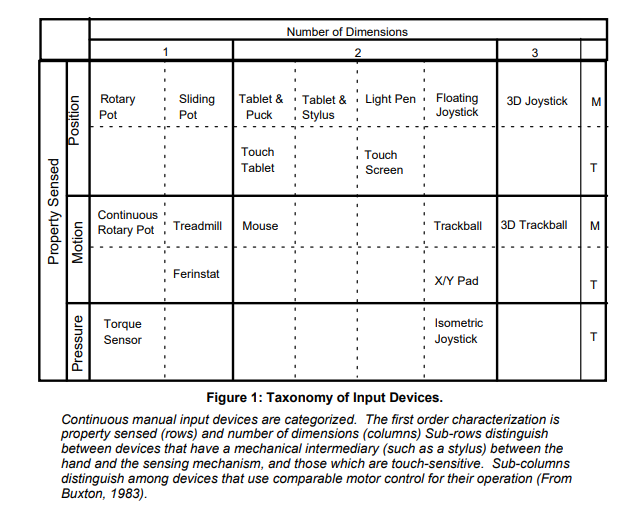 Number of Dimensions
1 2 3
Property Sensed
Position
Rotary Pot
Sliding Pot
Tablet & Puck
Tablet & Stylus
Light Pen
Floating Joystick
3D Joystick
M
Touch Tablet
Touch Screen
T
Motion
Continuous Rotary Pot
Treadmill
Mouse
Trackball
3D Trackball
M
Ferinstat
X/Y Pad
T
Pressure
Torque Sensor
Isometric Joystick
T
Figure 1: Taxonomy of Input Devices.
Continuous manual input devices are categorized. The first order characterization is
property sensed (rows) and number of dimensions (columns) Sub-rows distinguish
between devices that have a mechanical intermediary (such as a stylus) between the
hand and the sensing mechanism, and those which are touch-sensitive. Sub-columns
distinguish among devices that use comparable motor control for their operation (From
Buxton, 1983).